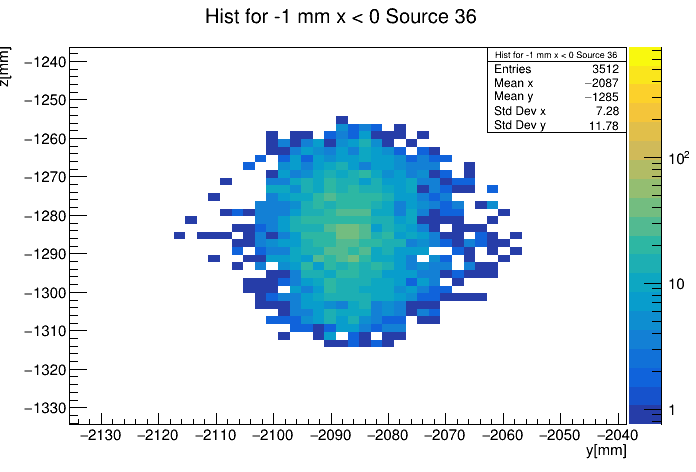 Hist for -1 mm x < 0 Source 36
z[mm]
−1240
−1250
−1260
−1270
−1280
−1290
−1300
−1310
−1320
−1330
Hist for -1 mm x < 0 Source 36
Entries 3512
Mean x −2087
Mean y −1285
Std Dev x 7.28
Std Dev y 11.78
10²
10
1
−2130 −2120 −2110 −2100 −2090 −2080 −2070 −2060 −2050 −2040
y[mm]